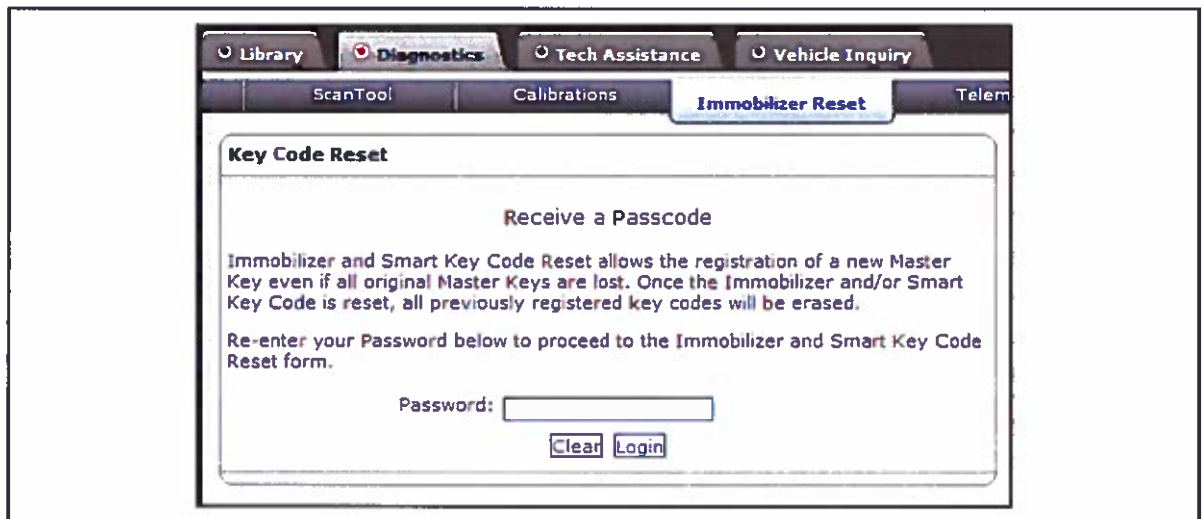 Library Diagnostics Tech Assistance Vehicle Inquiry
ScanTool Calibrations Immobilizer Reset Telem
Key Code Reset
Receive a Passcode
Immobilizer and Smart Key Code Reset allows the registration of a new Master
Key even if all original Master Keys are lost. Once the Immobilizer and/or Smart
Key Code is reset, all previously registered key codes will be erased.
Re-enter your Password below to proceed to the Immobilizer and Smart Key Code
Reset form.
Password:
Clear Login